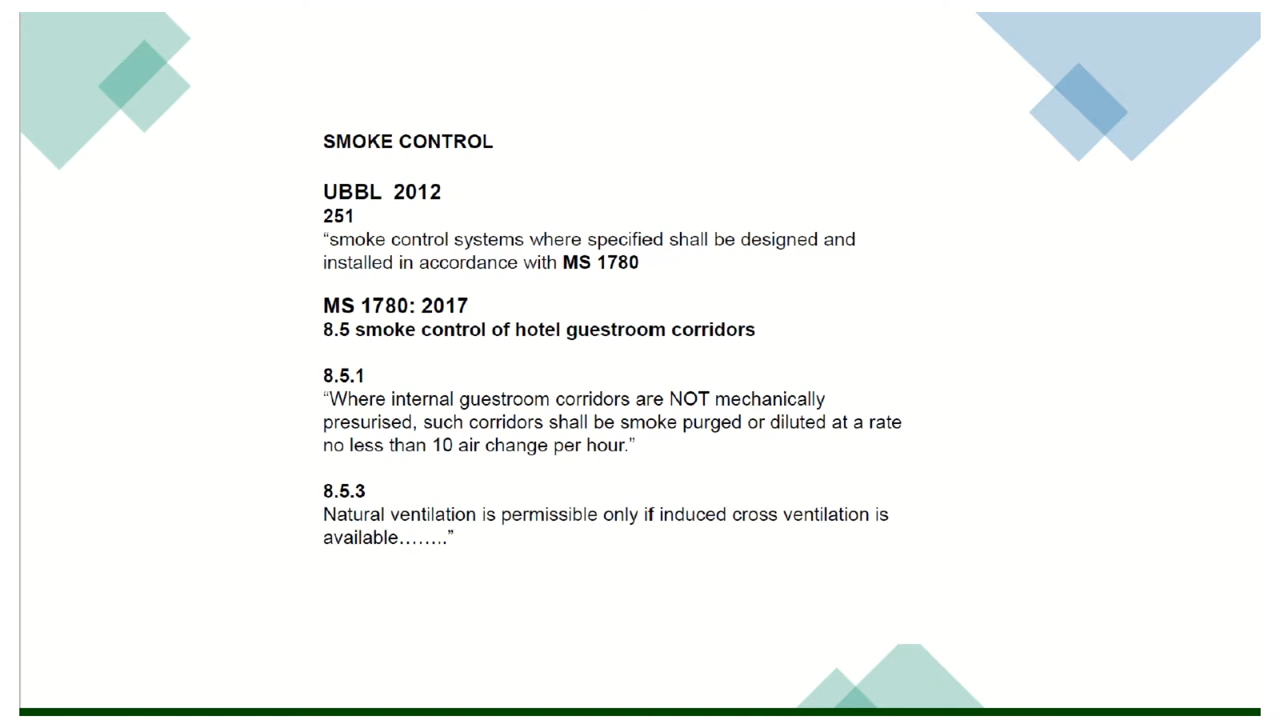 SMOKE CONTROL
UBBL 2012
251
“smoke control systems where specified shall be designed and
installed in accordance with MS 1780
MS 1780: 2017
8.5 smoke control of hotel guestroom corridors
8.5.1
“Where internal guestroom corridors are NOT mechanically
presurised, such corridors shall be smoke purged or diluted at a rate
no less than 10 air change per hour.”
8.5.3
Natural ventilation is permissible only if induced cross ventilation is
available……..”